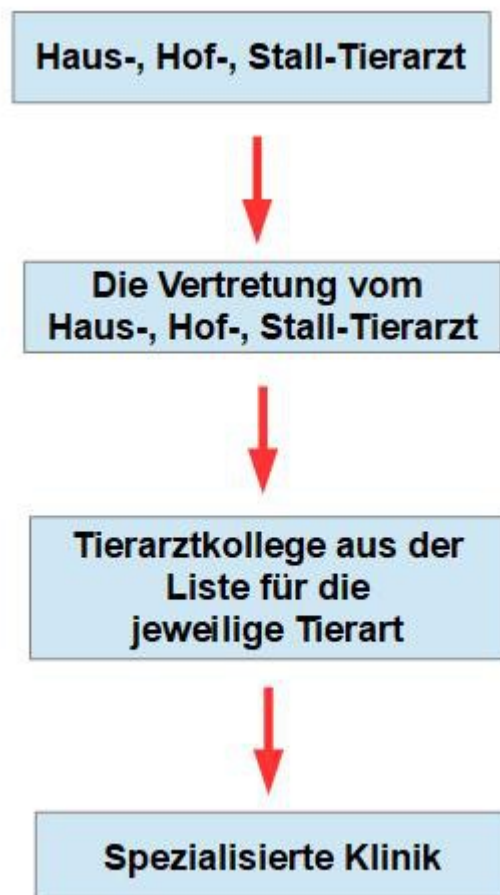 Haus-, Hof-, Stall-Tierarzt
Die Vertretung vom
Haus-, Hof-, Stall-Tierarzt
Tierarztkollege aus der
Liste für die
jeweilige Tierart
Spezialisierte Klinik